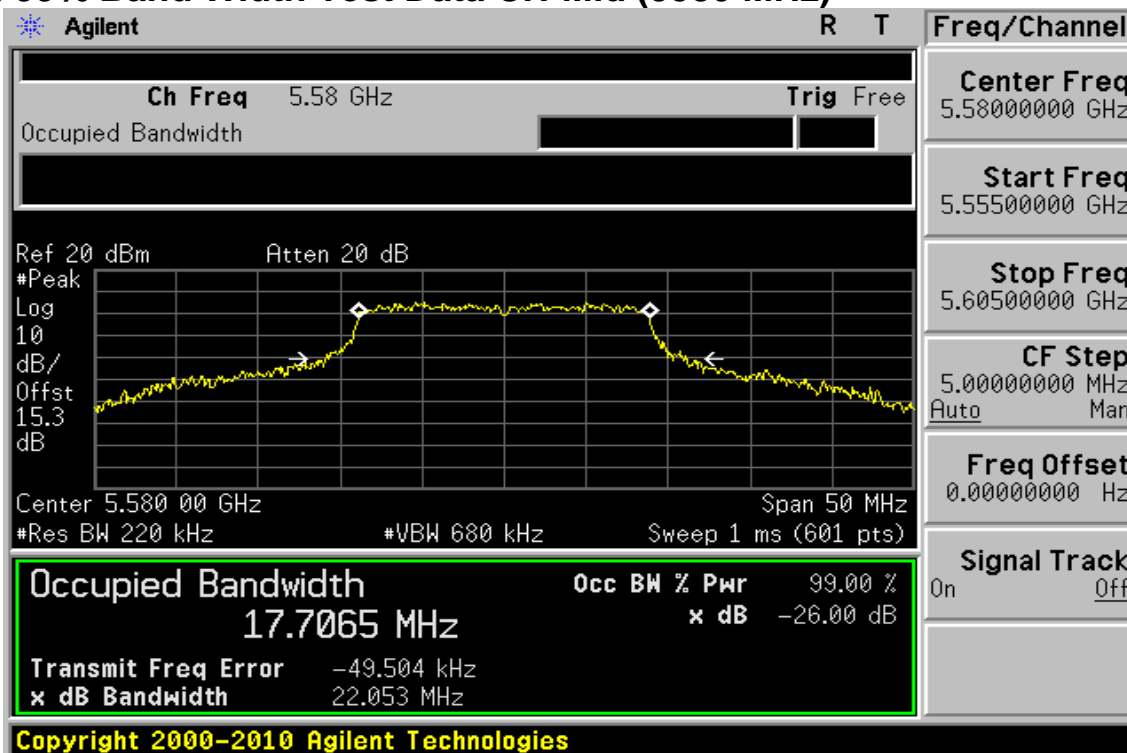 Agilent R T Freq/Channel
Ch Freq 5.58 GHz Trig Free
Occupied Bandwidth
Center Freq
5.58000000 GHz
Start Freq
5.55500000 GHz
Stop Freq
5.60500000 GHz
CF Step
5.00000000 MHz
Auto Man
Freq Offset
0.00000000 Hz
Signal Track
On Off
Ref 20 dBm Atten 20 dB
#Peak
Log
10
dB/
Offst
15.3
dB
Center 5.580 00 GHz Span 50 MHz
#Res BW 220 kHz #VBW 680 kHz Sweep 1 ms (601 pts)
Occupied Bandwidth Occ BW % Pwr 99.00 %
17.7065 MHz x dB -26.00 dB
Transmit Freq Error -49.504 kHz
x dB Bandwidth 22.053 MHz
Copyright 2000-2010 Agilent Technologies